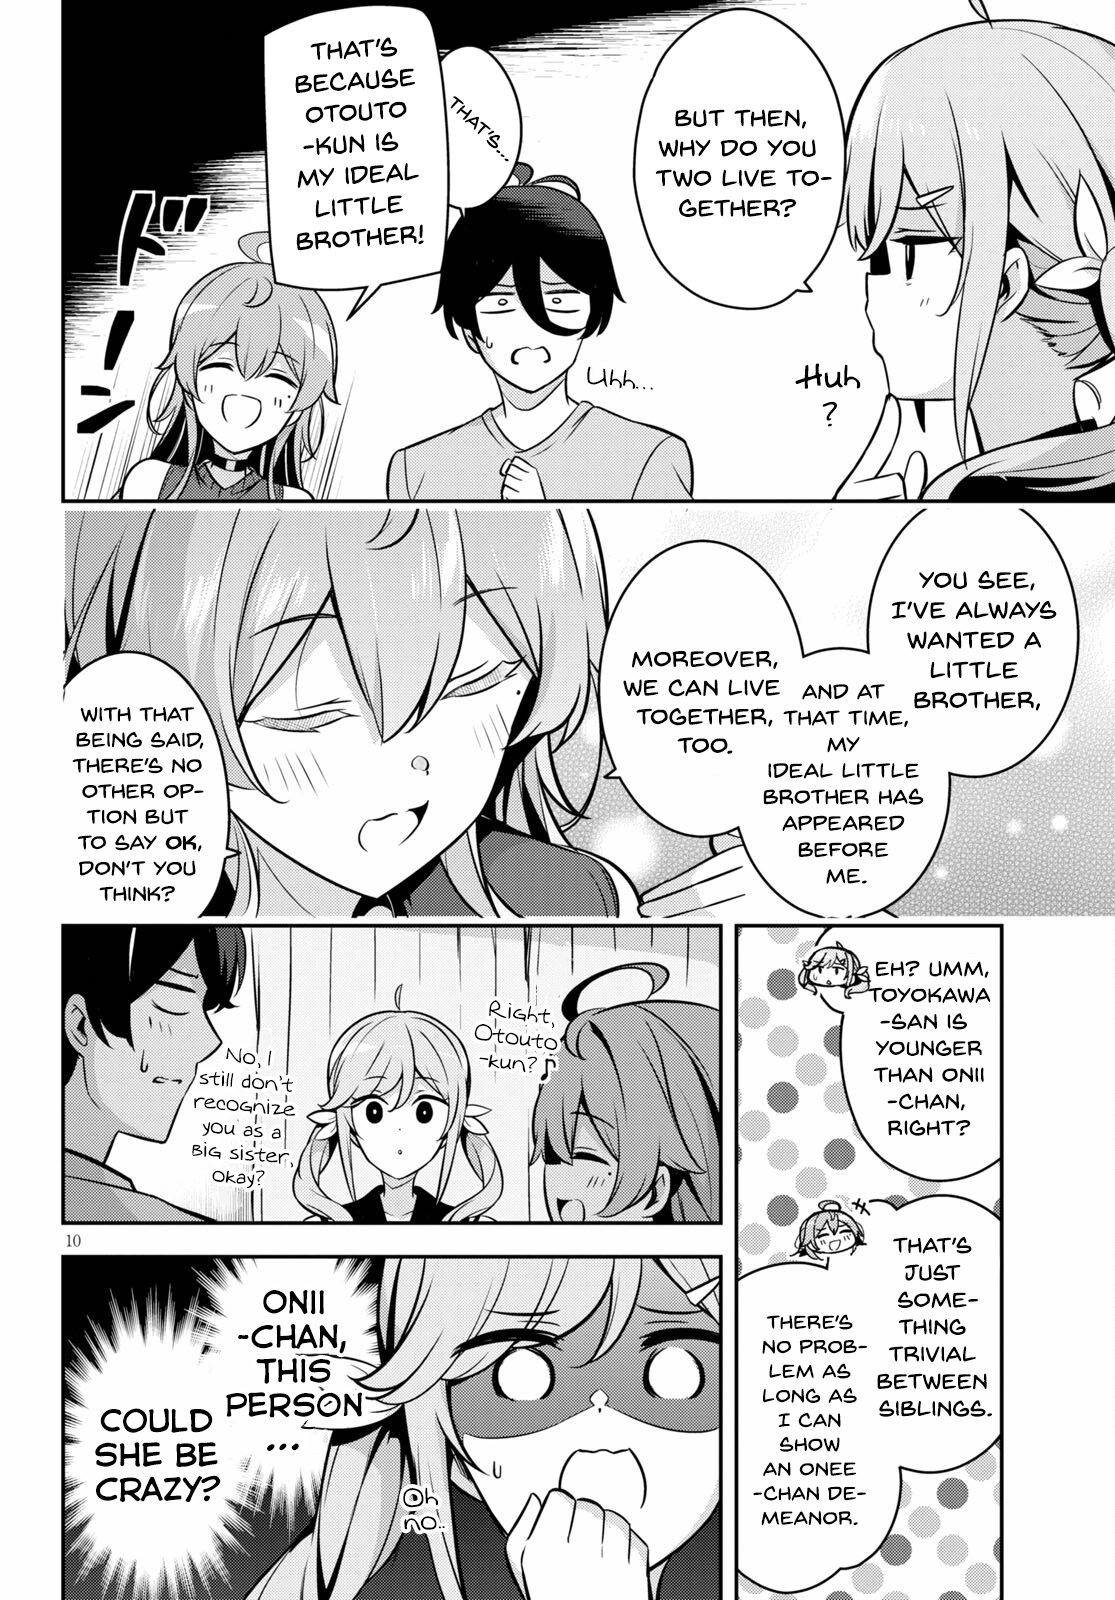 BUT THEN,
WHY DO YOU
TWO LIVE TO-
GETHER?
Huh
?
THAT'S...
Uhh...
THAT'S
BECAUSE
OTOUTO
-KUN IS
MY IDEAL
LITTLE
BROTHER!
ドドーン
YOU SEE,
I'VE ALWAYS
WANTED A
LITTLE
BROTHER,
AND AT
THAT TIME,
MY
IDEAL LITTLE
BROTHER HAS
APPEARED
BEFORE
ME.
MOREOVER,
WE CAN LIVE
TOGETHER,
TOO.
WITH THAT
BEING SAID,
THERE'S NO
OTHER OP-
TION BUT
TO SAY OK,
DON'T YOU
THINK?
EH? UMM,
TOYOKAWA
-SAN IS
YOUNGER
THAN ONII
-CHAN,
RIGHT?
THAT'S
JUST
SOME-
THING
TRIVIAL
BETWEEN
SIBLINGS.
THERE'S
NO PROB-
LEM AS
LONG AS
I CAN
SHOW
AN ONEE
-CHAN DE-
MEANOR.
Right,
Otouto
-kun?♪
No, I
still don't
recognize
you as a
big sister,
okay?
10
ONII
-CHAN,
THIS
PERSON
...
COULD
SHE BE
CRAZY?
Oh
no..